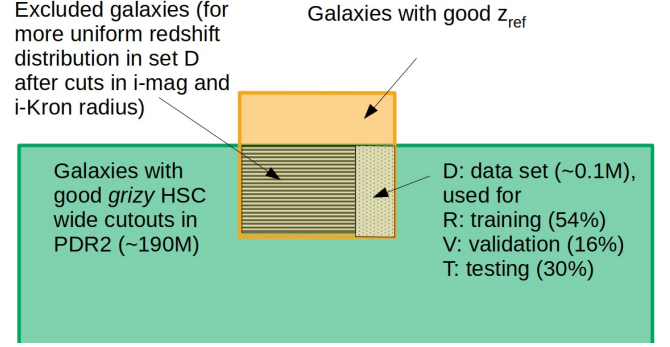 Excluded galaxies (for
more uniform redshift
distribution in set D
after cuts in i-mag and
i-Kron radius)
Galaxies with good z_ref
Galaxies with
good grizy HSC
wide cutouts in
PDR2 (~190M)
D: data set (~0.1M),
used for
R: training (54%)
V: validation (16%)
T: testing (30%)